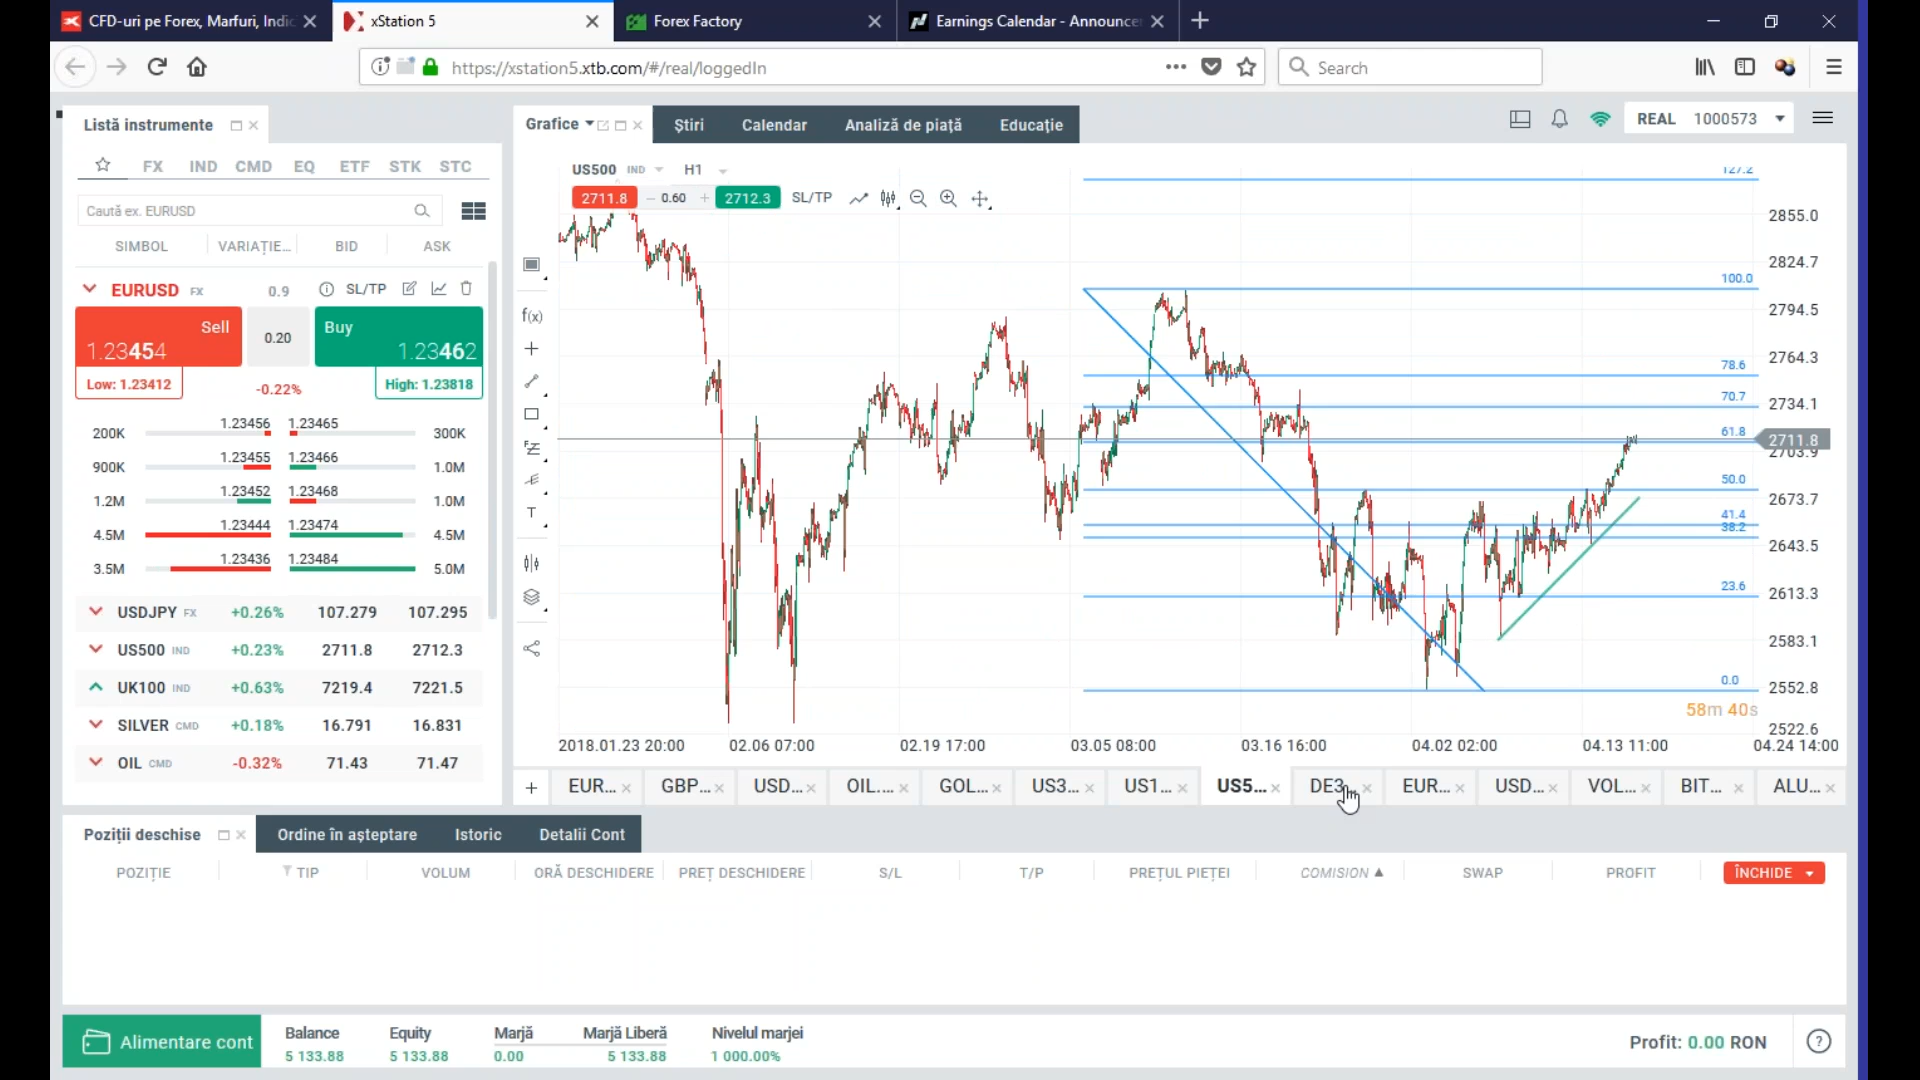 CFD-uri pe Forex, Marfuri, Indic
xStation 5
Forex Factory
Earnings Calendar - Announce
https://xstation5.xtb.com/#/real/loggedIn
Search
Listă instrumente
Grafice
Știri
Calendar
Analiză de piață
Educație
REAL 1000573
FX IND CMD EQ ETF STK STC
Caută ex. EURUSD
SIMBOL VARIAȚIE... BID ASK
EURUSD FX 0.9 SL/TP
Sell 1.23454
0.20
Buy 1.23462
Low: 1.23412
-0.22%
High: 1.23818
200K 1.23456 1.23465 300K
900K 1.23455 1.23466 1.0M
1.2M 1.23452 1.23468 1.0M
4.5M 1.23444 1.23474 4.5M
3.5M 1.23436 1.23484 5.0M
USDJPY FX +0.26% 107.279 107.295
US500 IND +0.23% 2711.8 2712.3
UK100 IND +0.63% 7219.4 7221.5
SILVER CMD +0.18% 16.791 16.831
OIL CMD -0.32% 71.43 71.47
US500 IND H1
2711.8 0.60 2712.3 SL/TP
f(x)
T
127.2
100.0
78.6
70.7
61.8
50.0
41.4
38.2
23.6
0.0
58m 40s
2855.0
2824.7
2794.5
2764.3
2734.1
2711.8
2703.9
2673.7
2643.5
2613.3
2583.1
2552.8
2522.6
2018.01.23 20:00 02.06 07:00 02.19 17:00 03.05 08:00 03.16 16:00 04.02 02:00 04.13 11:00 04.24 14:00
EUR... GBP... USD... OIL.... GOL... US3... US1... US5... DE3... EUR... USD... VOL... BIT... ALU...
Poziții deschise
Ordine în așteptare
Istoric
Detalii Cont
POZIȚIE TIP VOLUM ORĂ DESCHIDERE PREȚ DESCHIDERE S/L T/P PREȚUL PIEȚEI COMISION SWAP PROFIT ÎNCHIDE
Alimentare cont
Balance Equity Marjă Marjă Liberă Nivelul marjei
5 133.88 5 133.88 0.00 5 133.88 1 000.00%
Profit: 0.00 RON
?